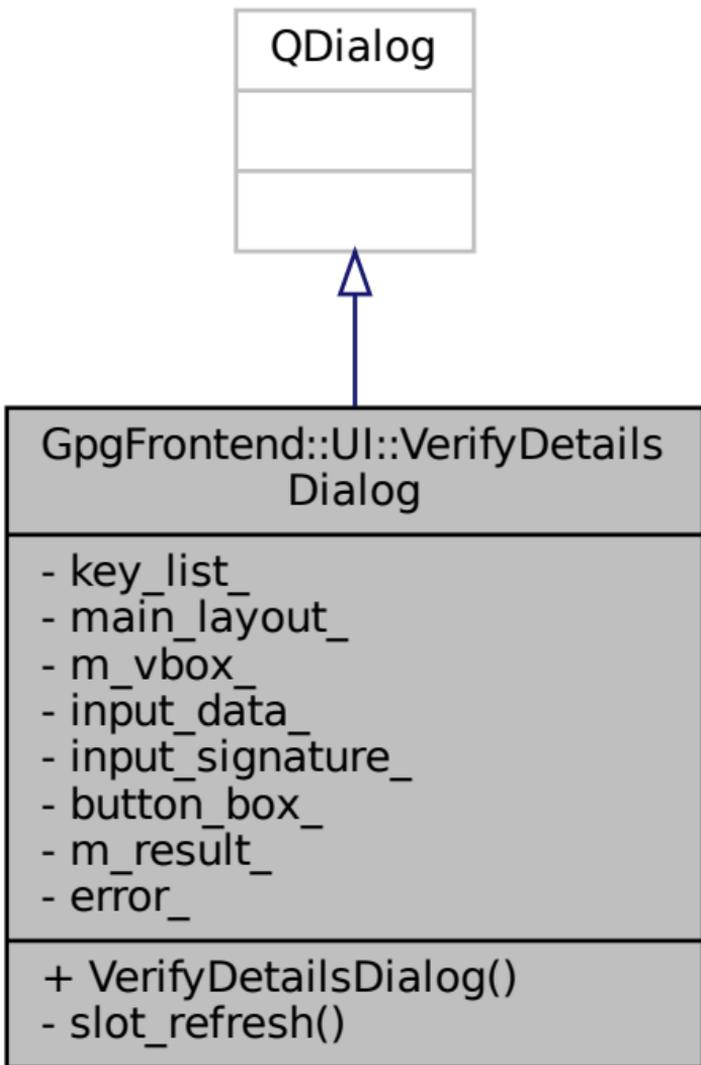 QDialog
GpgFrontend::UI::VerifyDetails
Dialog
- key_list_
- main_layout_
- m_vbox_
- input_data_
- input_signature_
- button_box_
- m_result_
- error_
+ VerifyDetailsDialog()
- slot_refresh()